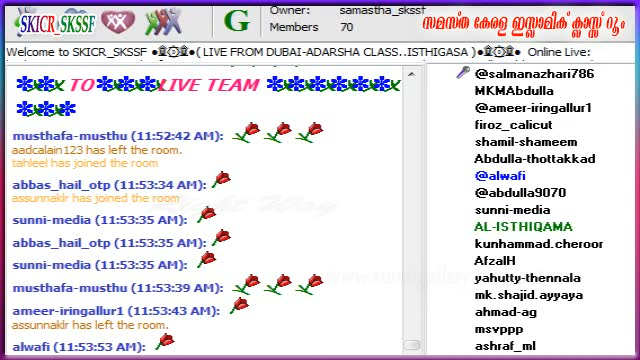 SKICR SKSSF
G
Owner: samastha_skssf
Members 70
സമസ്ത കേരള ഇസ്ലാമിക് ക്ലാസ്സ് റൂം
Welcome to SKICR_SKSSF ●๋۩۞۩●( LIVE FROM DUBAI-ADARSHA CLASS..ISTHIGASA )●๋۩۞۩● Online Live:
TO LIVE TEAM
musthafa-musthu (11:52:42 AM):
aadcalain123 has left the room.
tahleel has joined the room
abbas_hail_otp (11:53:34 AM):
assunnaklr has joined the room
sunni-media (11:53:35 AM):
abbas_hail_otp (11:53:35 AM):
sunni-media (11:53:35 AM):
musthafa-musthu (11:53:39 AM):
ameer-iringallur1 (11:53:43 AM):
assunnaklr has left the room.
alwafi (11:53:53 AM):
@salmanazhari786
MKMAbdulla
@ameer-iringallur1
firoz_calicut
shamil-shameem
Abdulla-thottakkad
@alwafi
@abdulla9070
sunni-media
AL-ISTHIQAMA
kunhammad.cheroor
AfzalH
yahutty-thennala
mk.shajid.ayyaya
ahmad-ag
msvppp
ashraf_ml